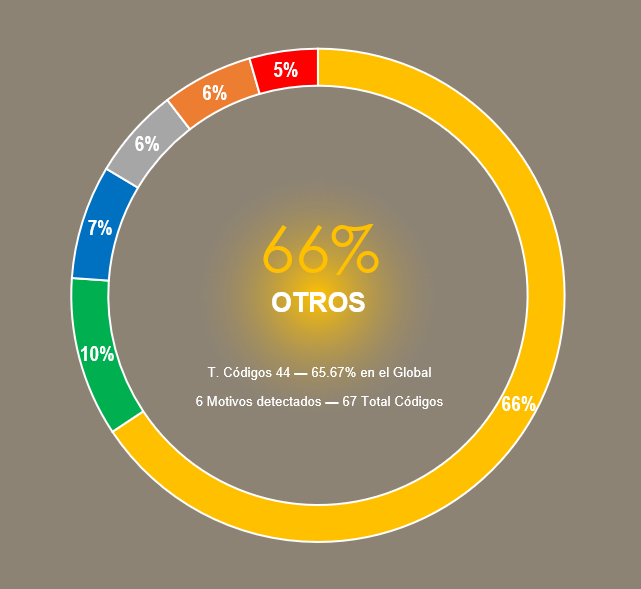 5%
6%
6%
7%
66%
OTROS
10%
T. Códigos 44 — 65.67% en el Global
6 Motivos detectados — 67 Total Códigos
66%